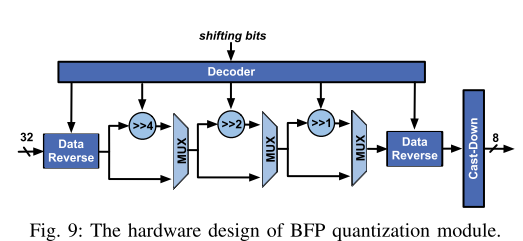 shifting bits
Decoder
32
Data
Reverse
>>4
MUX
>>2
MUX
>>1
MUX
Data
Reverse
Cast-Down
8
Fig. 9: The hardware design of BFP quantization module.